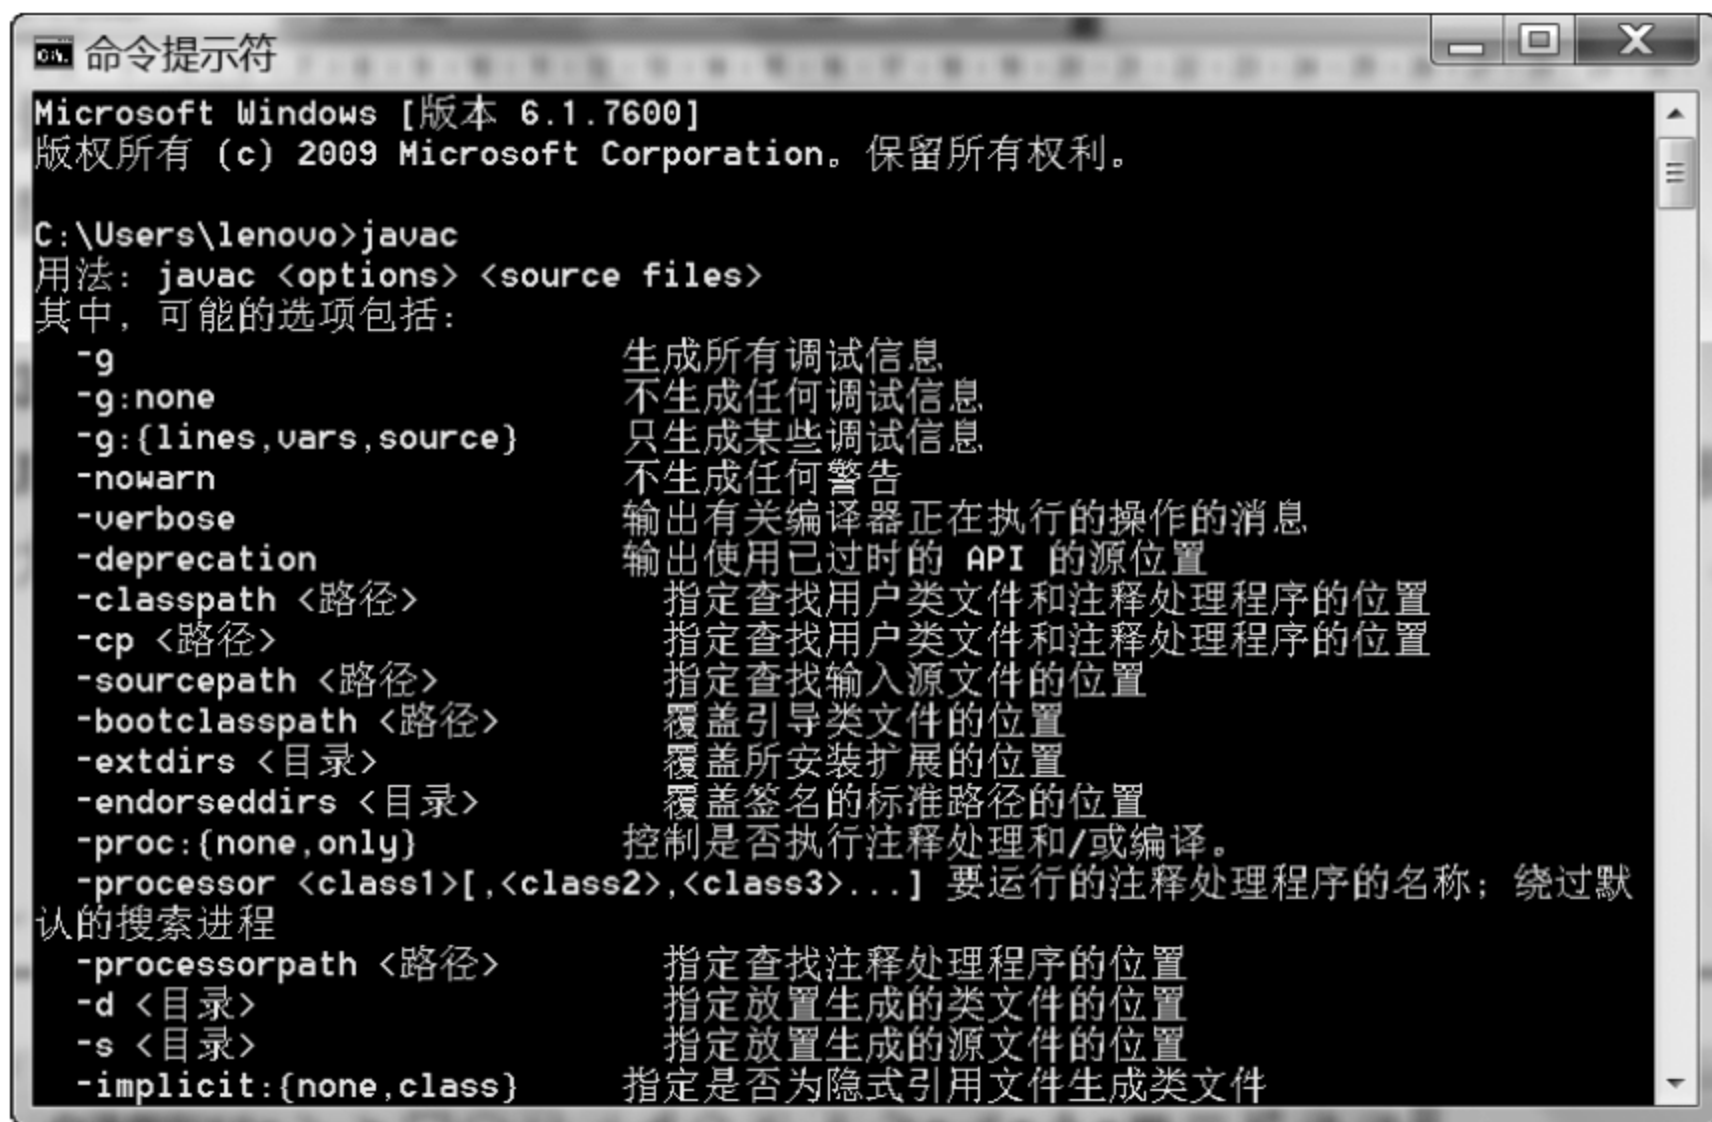 命令提示符
Microsoft Windows [版本 6.1.7600]
版权所有 (c) 2009 Microsoft Corporation。保留所有权利。
C:\Users\lenovo>javac
用法: javac <options> <source files>
其中, 可能的选项包括:
-g 生成所有调试信息
-g:none 不生成任何调试信息
-g:{lines,vars,source} 只生成某些调试信息
-nowarn 不生成任何警告
-verbose 输出有关编译器正在执行的操作的消息
-deprecation 输出使用已过时的 API 的源位置
-classpath <路径> 指定查找用户类文件和注释处理程序的位置
-cp <路径> 指定查找用户类文件和注释处理程序的位置
-sourcepath <路径> 指定查找输入源文件的位置
-bootclasspath <路径> 覆盖引导类文件的位置
-extdirs <目录> 覆盖所安装扩展的位置
-endorseddirs <目录> 覆盖签名的标准路径的位置
-proc:{none,only} 控制是否执行注释处理和/或编译。
-processor <class1>[,<class2>,<class3>...] 要运行的注释处理程序的名称; 绕过默
认的搜索进程
-processorpath <路径> 指定查找注释处理程序的位置
-d <目录> 指定放置生成的类文件的位置
-s <目录> 指定放置生成的源文件的位置
-implicit:{none,class} 指定是否为隐式引用文件生成类文件